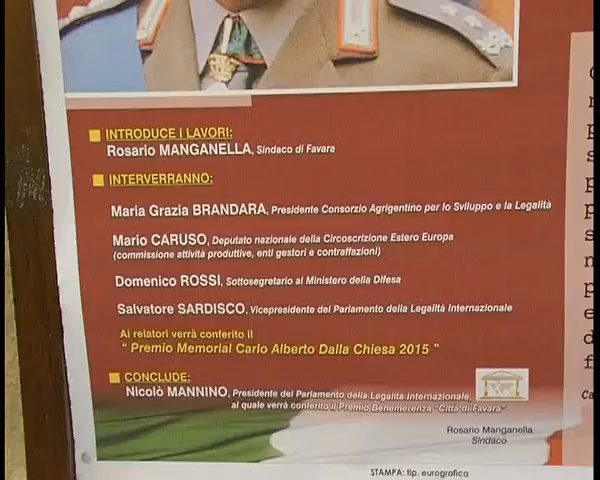 INTRODUCE I LAVORI:
Rosario MANGANELLA, Sindaco di Favara
INTERVERRANNO:
Maria Grazia BRANDARA, Presidente Consorzio Agrigentino per lo Sviluppo e la Legalità
Mario CARUSO, Deputato nazionale della Circoscrizione Estero Europa
(commissione attività produttive, enti gestori e contraffazioni)
Domenico ROSSI, Sottosegretario al Ministero della Difesa
Salvatore SARDISCO, Vicepresidente del Parlamento della Legalità Internazionale
Ai relatori verrà conferito il
“ Premio Memorial Carlo Alberto Dalla Chiesa 2015 ”
CONCLUDE:
Nicolò MANNINO, Presidente del Parlamento della Legalità Internazionale,
al quale verrà conferito il Premio Benemerenza “Città di Favara”
Rosario Manganella
Sindaco
STAMPA: tip. eurografica